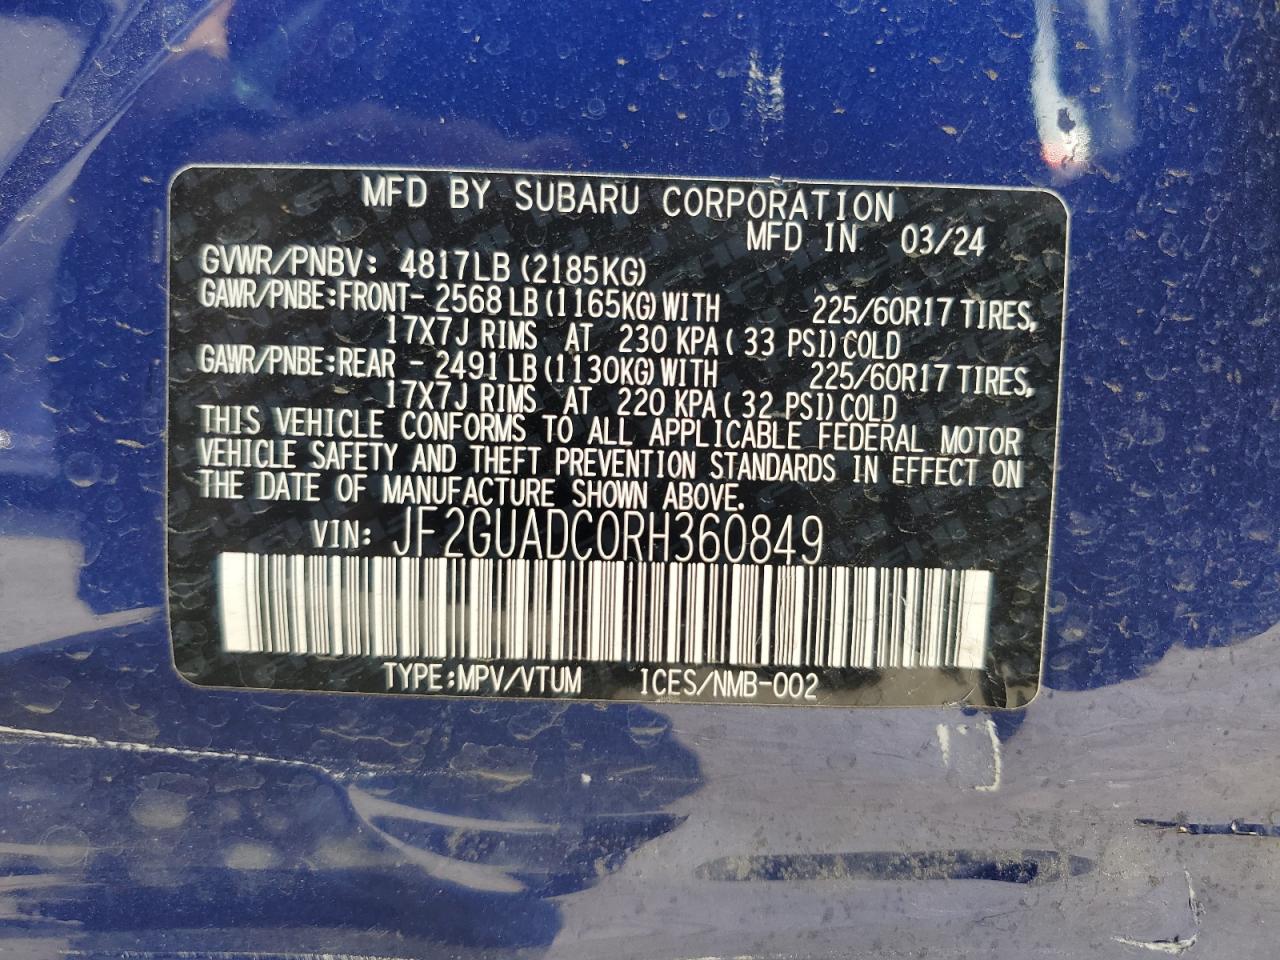 MFD BY SUBARU CORPORATION
MFD IN 03/24
GVWR/PNBV: 4817LB (2185KG)
GAWR/PNBE:FRONT- 2568 LB (1165KG) WITH 225/60R17 TIRES,
17X7J RIMS AT 230 KPA ( 33 PSI) COLD
GAWR/PNBE:REAR - 2491 LB (1130KG) WITH 225/60R17 TIRES,
17X7J RIMS AT 220 KPA ( 32 PSI) COLD
THIS VEHICLE CONFORMS TO ALL APPLICABLE FEDERAL MOTOR
VEHICLE SAFETY AND THEFT PREVENTION STANDARDS IN EFFECT ON
THE DATE OF MANUFACTURE SHOWN ABOVE.
VIN: JF2GUADC0RH360849
TYPE:MPV/VTUM ICES/NMB-002